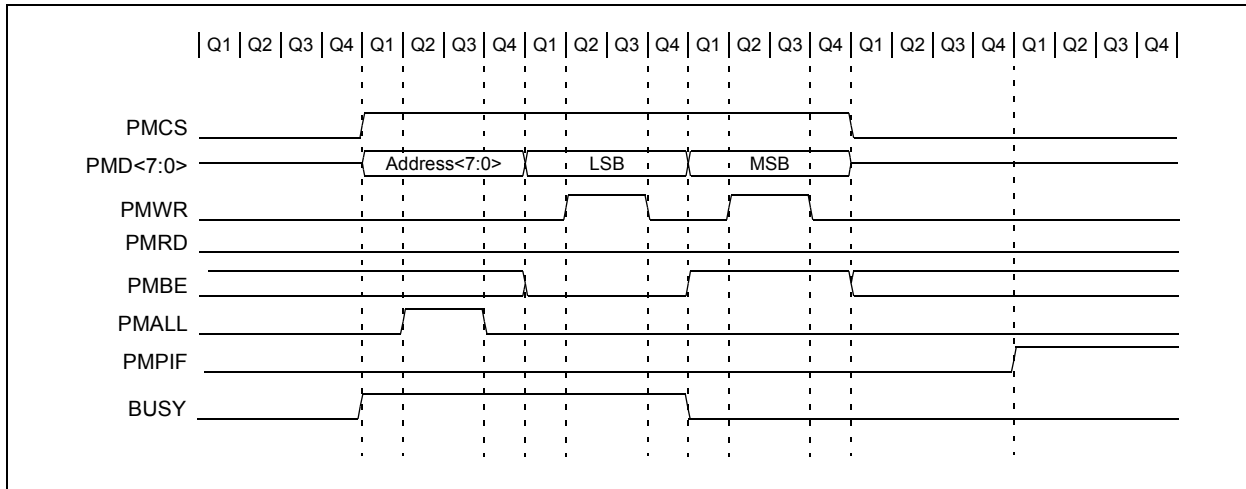 Q1 Q2 Q3 Q4 Q1 Q2 Q3 Q4 Q1 Q2 Q3 Q4 Q1 Q2 Q3 Q4 Q1 Q2 Q3 Q4 Q1 Q2 Q3 Q4
PMCS
PMD<7:0> Address<7:0> LSB MSB
PMWR
PMRD
PMBE
PMALL
PMPIF
BUSY